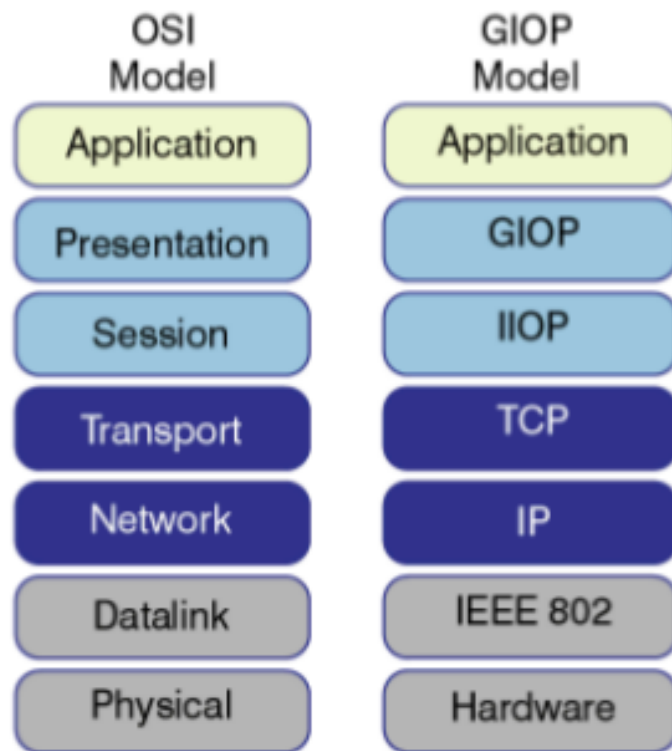 OSI
Model
GIOP
Model
Application
Application
Presentation
GIOP
Session
IIOP
Transport
TCP
Network
IP
Datalink
IEEE 802
Physical
Hardware